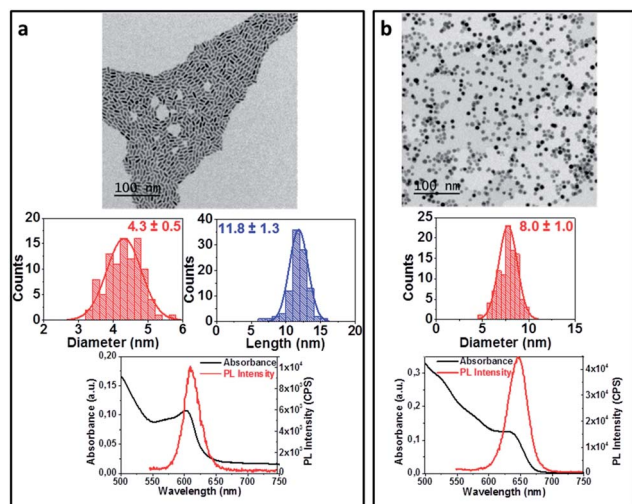 a
100 nm
20
15
10
5
0
4.3 ± 0.5
Counts
2 3 4 5 6
Diameter (nm)
40
30
20
10
0
11.8 ± 1.3
Counts
0 5 10 15 20
Length (nm)
0,20
0,15
0,10
0,05
0,00
Absorbance (a.u.)
Absorbance
PL Intensity
1x10⁴
PL Intensity (CPS)
0
500 550 600 650 700 750
Wavelength (nm)
b
100 nm
25
20
15
10
5
0
8.0 ± 1.0
Counts
0 5 10 15
Diameter (nm)
0,3
0,2
0,1
0,0
Absorbance (a.u.)
Absorbance
PL Intensity
4x10⁴
3x10⁴
2x10⁴
1x10⁴
0
PL Intensity (CPS)
500 550 600 650 700 750
Wavelength (nm)